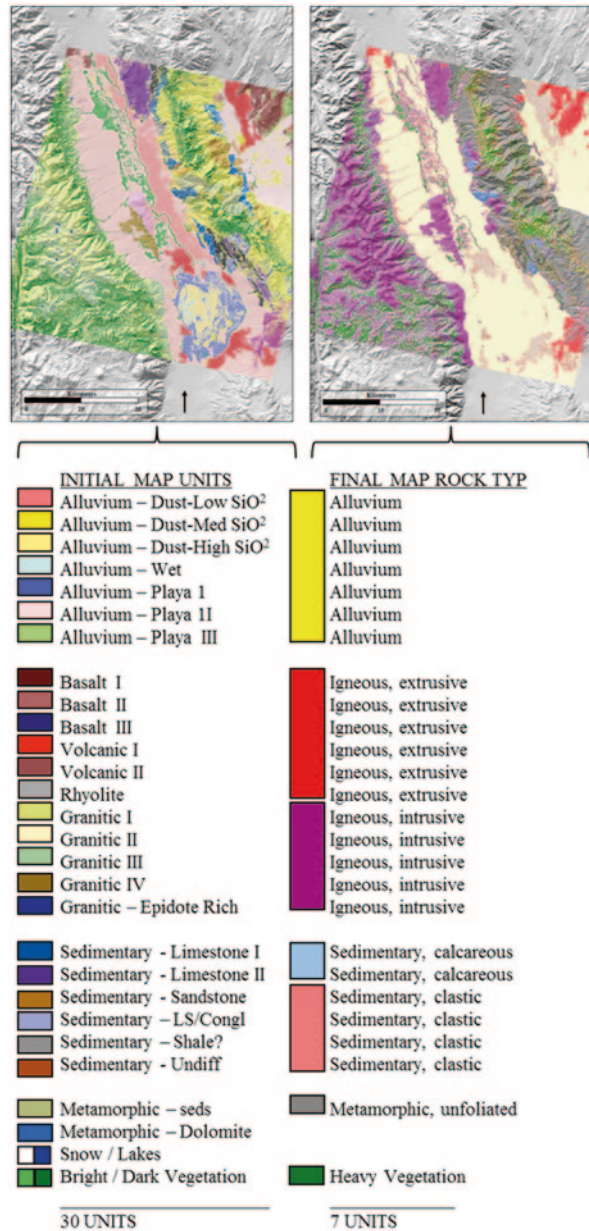 INITIAL MAP UNITS
Alluvium – Dust-Low SiO²
Alluvium – Dust-Med SiO²
Alluvium – Dust-High SiO²
Alluvium – Wet
Alluvium – Playa 1
Alluvium – Playa 1I
Alluvium – Playa III
Basalt I
Basalt II
Basalt III
Volcanic I
Volcanic II
Rhyolite
Granitic I
Granitic II
Granitic III
Granitic IV
Granitic – Epidote Rich
Sedimentary - Limestone I
Sedimentary - Limestone II
Sedimentary - Sandstone
Sedimentary – LS/Congl
Sedimentary – Shale?
Sedimentary - Undiff
Metamorphic – seds
Metamorphic – Dolomite
Snow / Lakes
Bright / Dark Vegetation
30 UNITS
FINAL MAP ROCK TYP
Alluvium
Alluvium
Alluvium
Alluvium
Alluvium
Alluvium
Alluvium
Igneous, extrusive
Igneous, extrusive
Igneous, extrusive
Igneous, extrusive
Igneous, extrusive
Igneous, extrusive
Igneous, intrusive
Igneous, intrusive
Igneous, intrusive
Igneous, intrusive
Igneous, intrusive
Sedimentary, calcareous
Sedimentary, calcareous
Sedimentary, clastic
Sedimentary, clastic
Sedimentary, clastic
Sedimentary, clastic
Metamorphic, unfoliated
Heavy Vegetation
7 UNITS